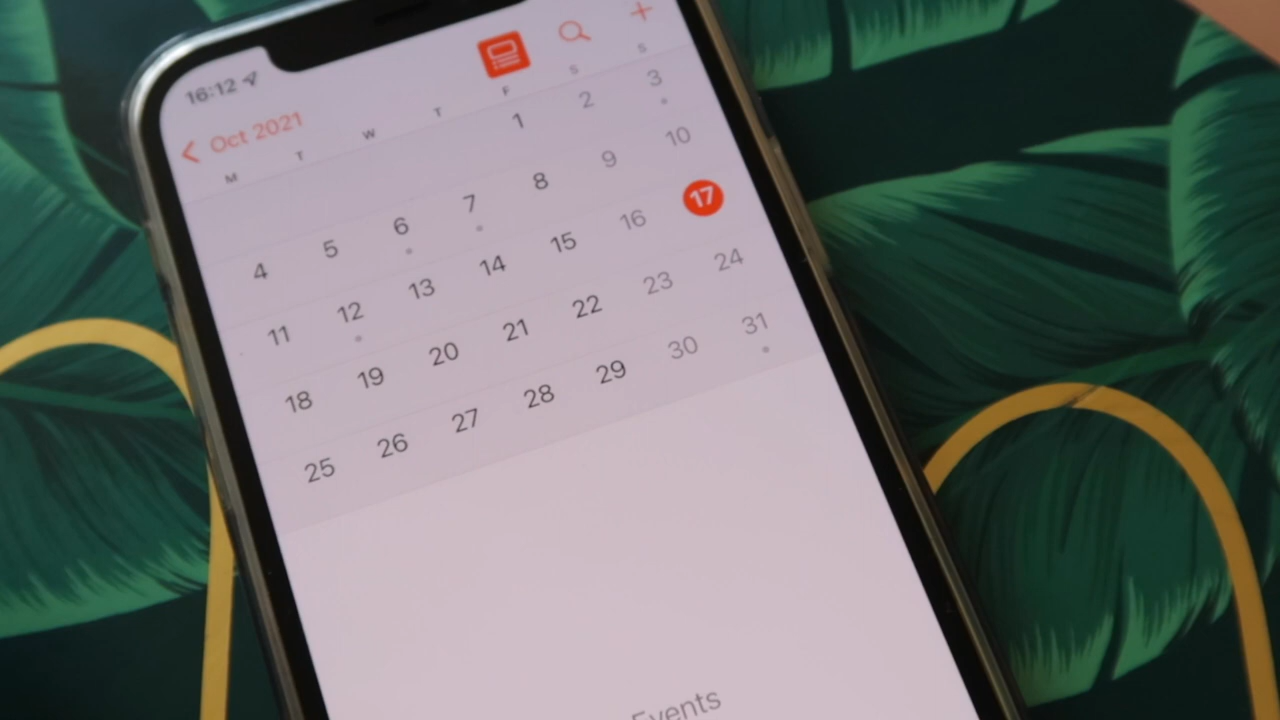 16:12
Oct 2021
M T W T F S S
1 2 3
4 5 6 7 8 9 10
11 12 13 14 15 16 17
18 19 20 21 22 23 24
25 26 27 28 29 30 31
Events